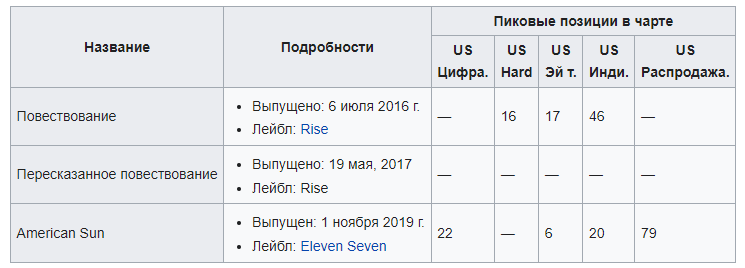 Название Подробности Пиковые позиции в чарте
US Цифра. US Hard US Эй т. US Инди. US Распродажа.
Повествование
• Выпущено: 6 июля 2016 г.
• Лейбл: Rise
— 16 17 46 —
Пересказанное повествование
• Выпущено: 19 мая, 2017
• Лейбл: Rise
— — — — —
American Sun
• Выпущен: 1 ноября 2019 г.
• Лейбл: Eleven Seven
22 — 6 20 79